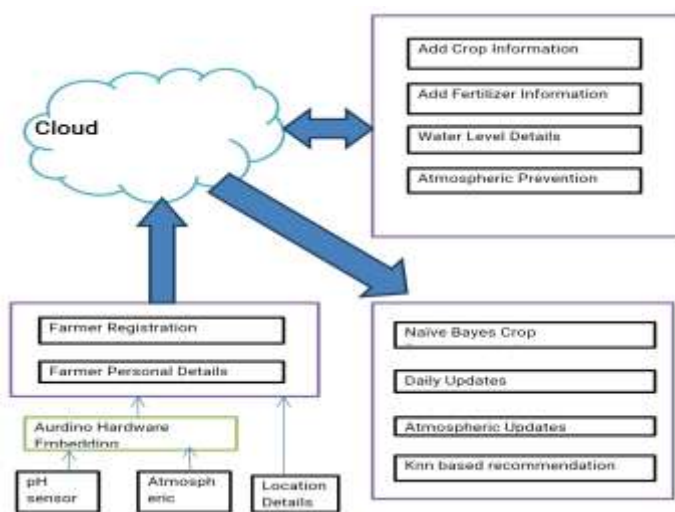 Cloud
Add Crop Information
Add Fertilizer Information
Water Level Details
Atmospheric Prevention
Farmer Registration
Farmer Personal Details
Aurdino Hardware
Embedding
pH
sensor
Atmosph
eric
Location
Details
Naïve Bayes Crop
Daily Updates
Atmospheric Updates
Knn based recommendation